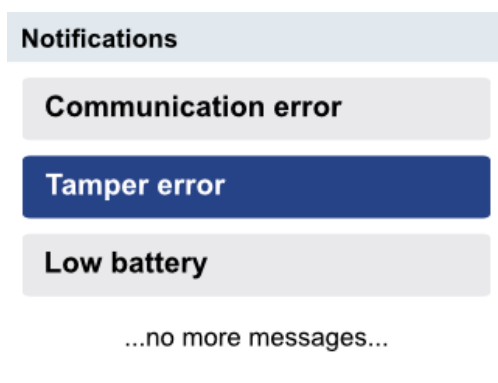 Notifications
Communication error
Tamper error
Low battery
...no more messages...